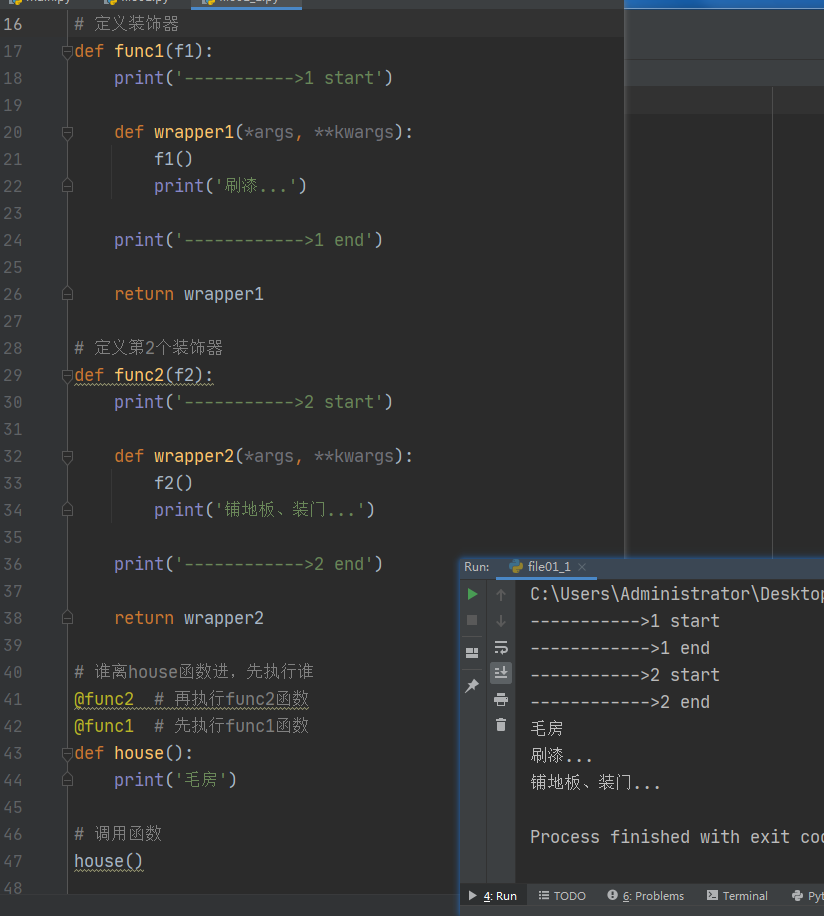 16 # 定义装饰器
17 def func1(f1):
18 print('----------->1 start')
19
20 def wrapper1(*args, **kwargs):
21 f1()
22 print('刷漆...')
23
24 print('------------>1 end')
25
26 return wrapper1
27
28 # 定义第2个装饰器
29 def func2(f2):
30 print('----------->2 start')
31
32 def wrapper2(*args, **kwargs):
33 f2()
34 print('铺地板、装门...')
35
36 print('------------>2 end')
37
38 return wrapper2
39
40 # 谁离house函数进，先执行谁
41 @func2 # 再执行func2函数
42 @func1 # 先执行func1函数
43 def house():
44 print('毛房')
45
46 # 调用函数
47 house()
48
Run: file01_1
C:\Users\Administrator\Desktop
----------->1 start
------------>1 end
----------->2 start
------------>2 end
毛房
刷漆...
铺地板、装门...
Process finished with exit
4: Run TODO 6: Problems Terminal